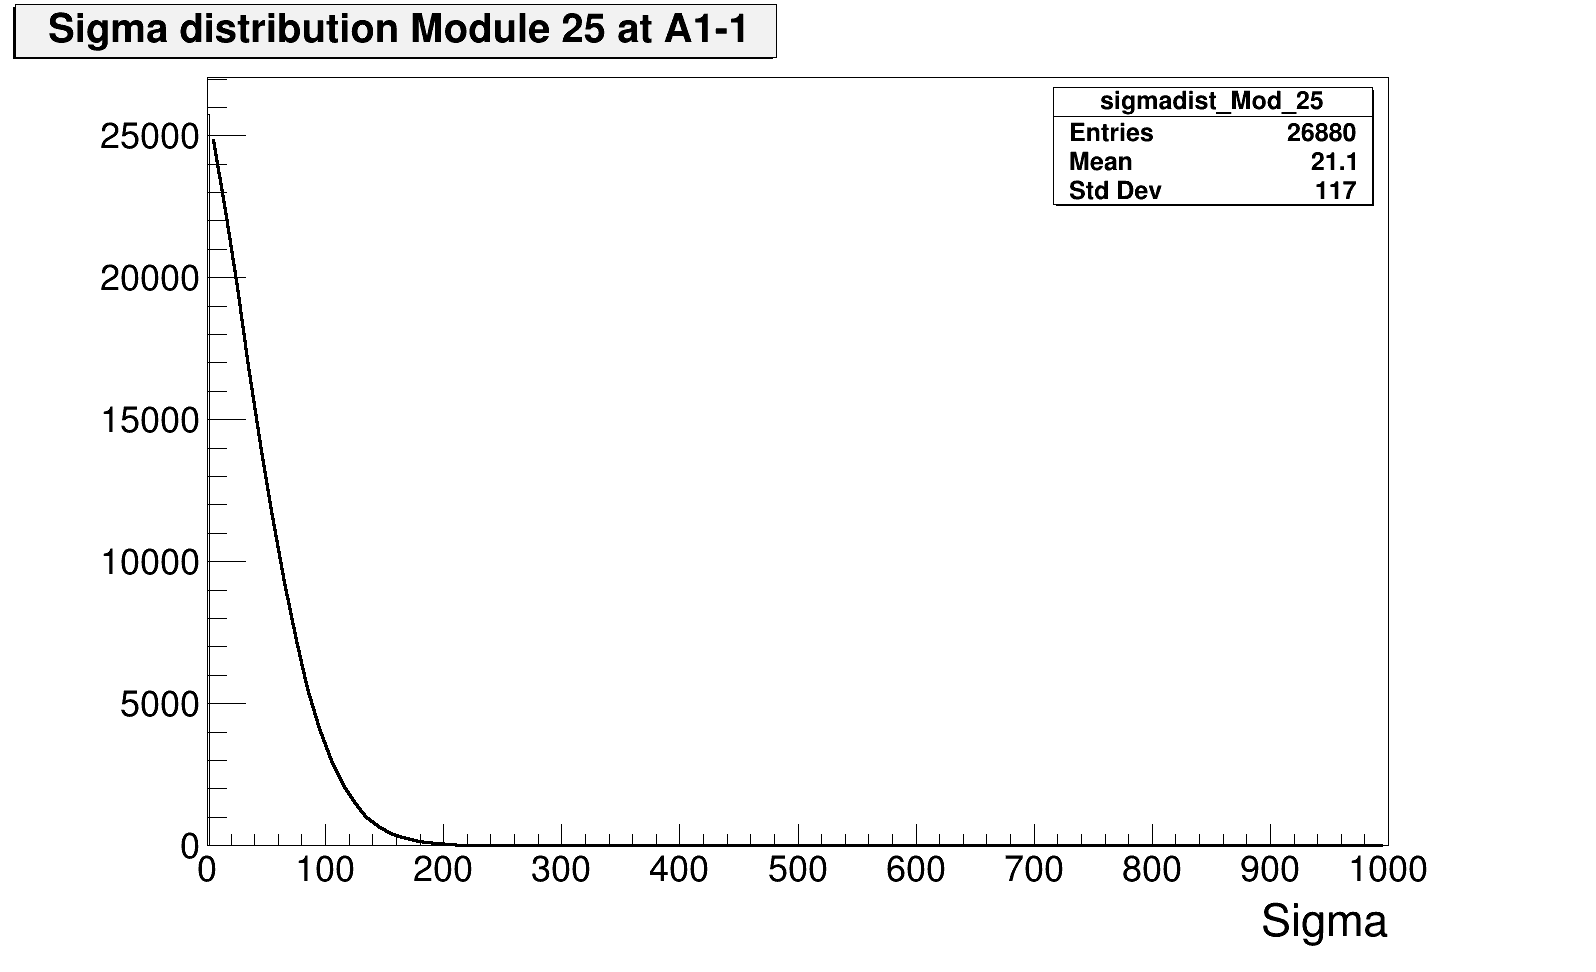 Sigma distribution Module 25 at A1-1
sigmadist_Mod_25
Entries 26880
Mean 21.1
Std Dev 117
25000
20000
15000
10000
5000
0
0 100 200 300 400 500 600 700 800 900 1000
Sigma